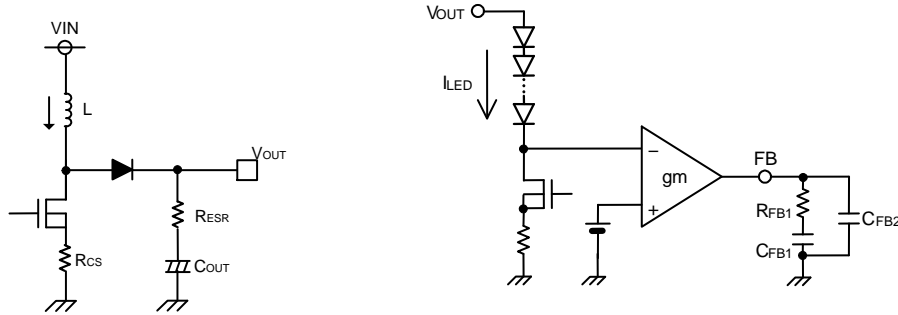 VIN
L
VOUT
RESR
RCS
COUT
VOUT
ILED
−
gm
+
FB
RFB1
CFB1
CFB2